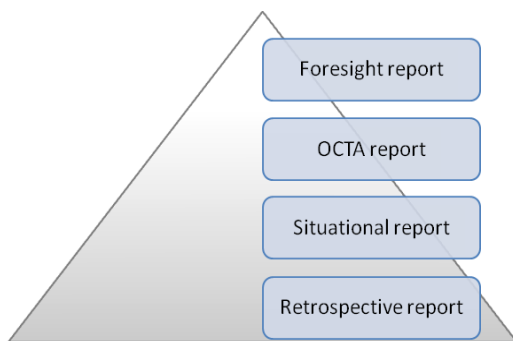 Foresight report
OCTA report
Situational report
Retrospective report